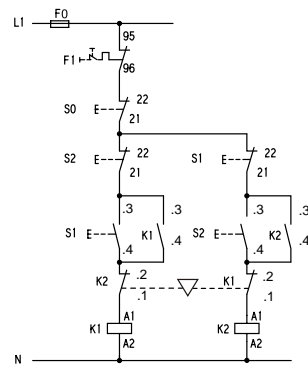 F0
L1
95
F1
96
22
S0 E
21
S2 E 22 S1 E 22
21 21
.3 .3 .3 .3
S1 E K1 S2 E K2
.4 .4 .4 .4
K2 .2 K1 .2
.1 .1
A1 A1
K1 K2
A2 A2
N